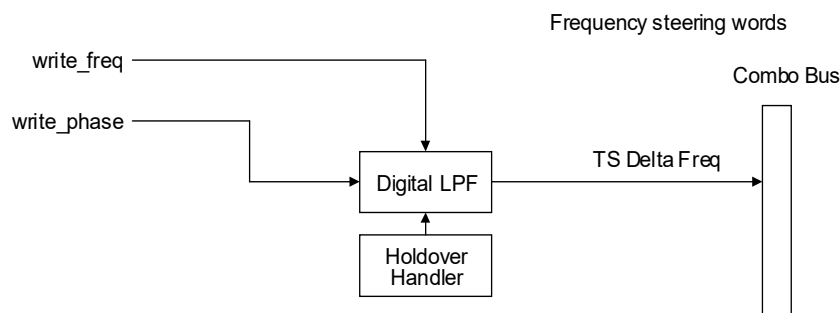 Frequency steering words
write_freq
Combo Bus
write_phase
TS Delta Freq
Digital LPF
Holdover
Handler